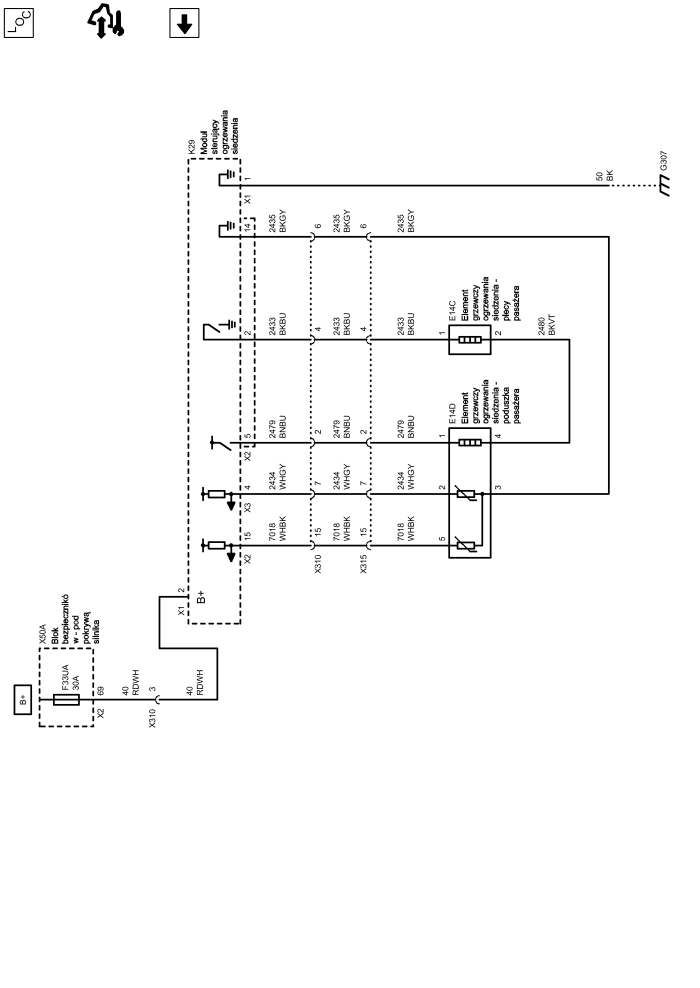 LOC
B+
X50A
Blok
bezpieczników
w - pod
pokrywą
silnika
F33UA
30A
X2
69
40
RDWH
X310
3
40
RDWH
X1
2
B+
K29
Moduł
sterujący
ogrzewania
siedzenia
X2
15
X3
4
X2
5
2
14
X1
1
7018
WHBK
2434
WHGY
2479
BNBU
2433
BKBU
2435
BKGY
X310
15
7
2
4
6
7018
WHBK
2434
WHGY
2479
BNBU
2433
BKBU
2435
BKGY
X315
15
7
2
4
6
7018
WHBK
2434
WHGY
2479
BNBU
2433
BKBU
2435
BKGY
5
2
1
E14D
Element
grzewczy
ogrzewania
siedzenia -
poduszka
pasażera
3
4
1
E14C
Element
grzewczy
ogrzewania
siedzenia -
plecy
pasażera
2
2480
BKVT
50
BK
G307